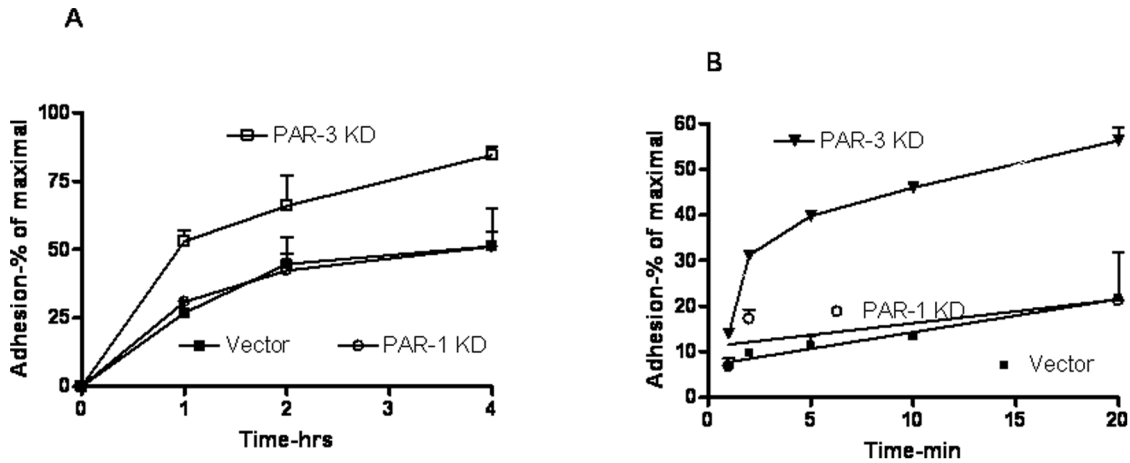 A
Adhesion-% of maximal
100
75
50
25
0
PAR-3 KD
Vector
PAR-1 KD
0
1
2
3
4
Time-hrs
B
Adhesion-% of maximal
60
50
40
30
20
10
0
PAR-3 KD
PAR-1 KD
Vector
0
5
10
15
20
Time-min